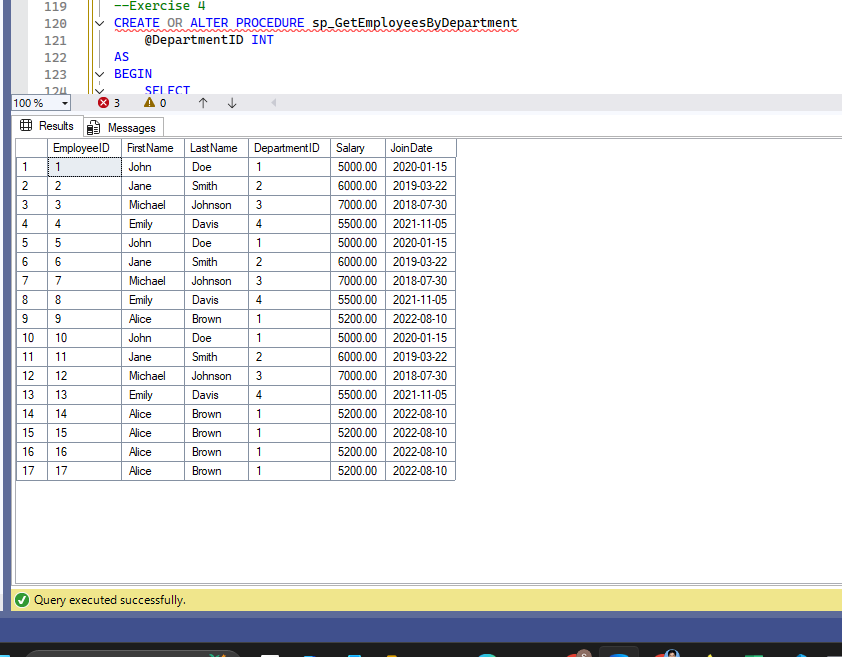 119 --Exercise 4
120 CREATE OR ALTER PROCEDURE sp_GetEmployeesByDepartment
121 @DepartmentID INT
122 AS
123 BEGIN
124 SELECT
100 % 3 0
Results Messages
EmployeeID FirstName LastName DepartmentID Salary JoinDate
1 1 John Doe 1 5000.00 2020-01-15
2 2 Jane Smith 2 6000.00 2019-03-22
3 3 Michael Johnson 3 7000.00 2018-07-30
4 4 Emily Davis 4 5500.00 2021-11-05
5 5 John Doe 1 5000.00 2020-01-15
6 6 Jane Smith 2 6000.00 2019-03-22
7 7 Michael Johnson 3 7000.00 2018-07-30
8 8 Emily Davis 4 5500.00 2021-11-05
9 9 Alice Brown 1 5200.00 2022-08-10
10 10 John Doe 1 5000.00 2020-01-15
11 11 Jane Smith 2 6000.00 2019-03-22
12 12 Michael Johnson 3 7000.00 2018-07-30
13 13 Emily Davis 4 5500.00 2021-11-05
14 14 Alice Brown 1 5200.00 2022-08-10
15 15 Alice Brown 1 5200.00 2022-08-10
16 16 Alice Brown 1 5200.00 2022-08-10
17 17 Alice Brown 1 5200.00 2022-08-10
Query executed successfully.